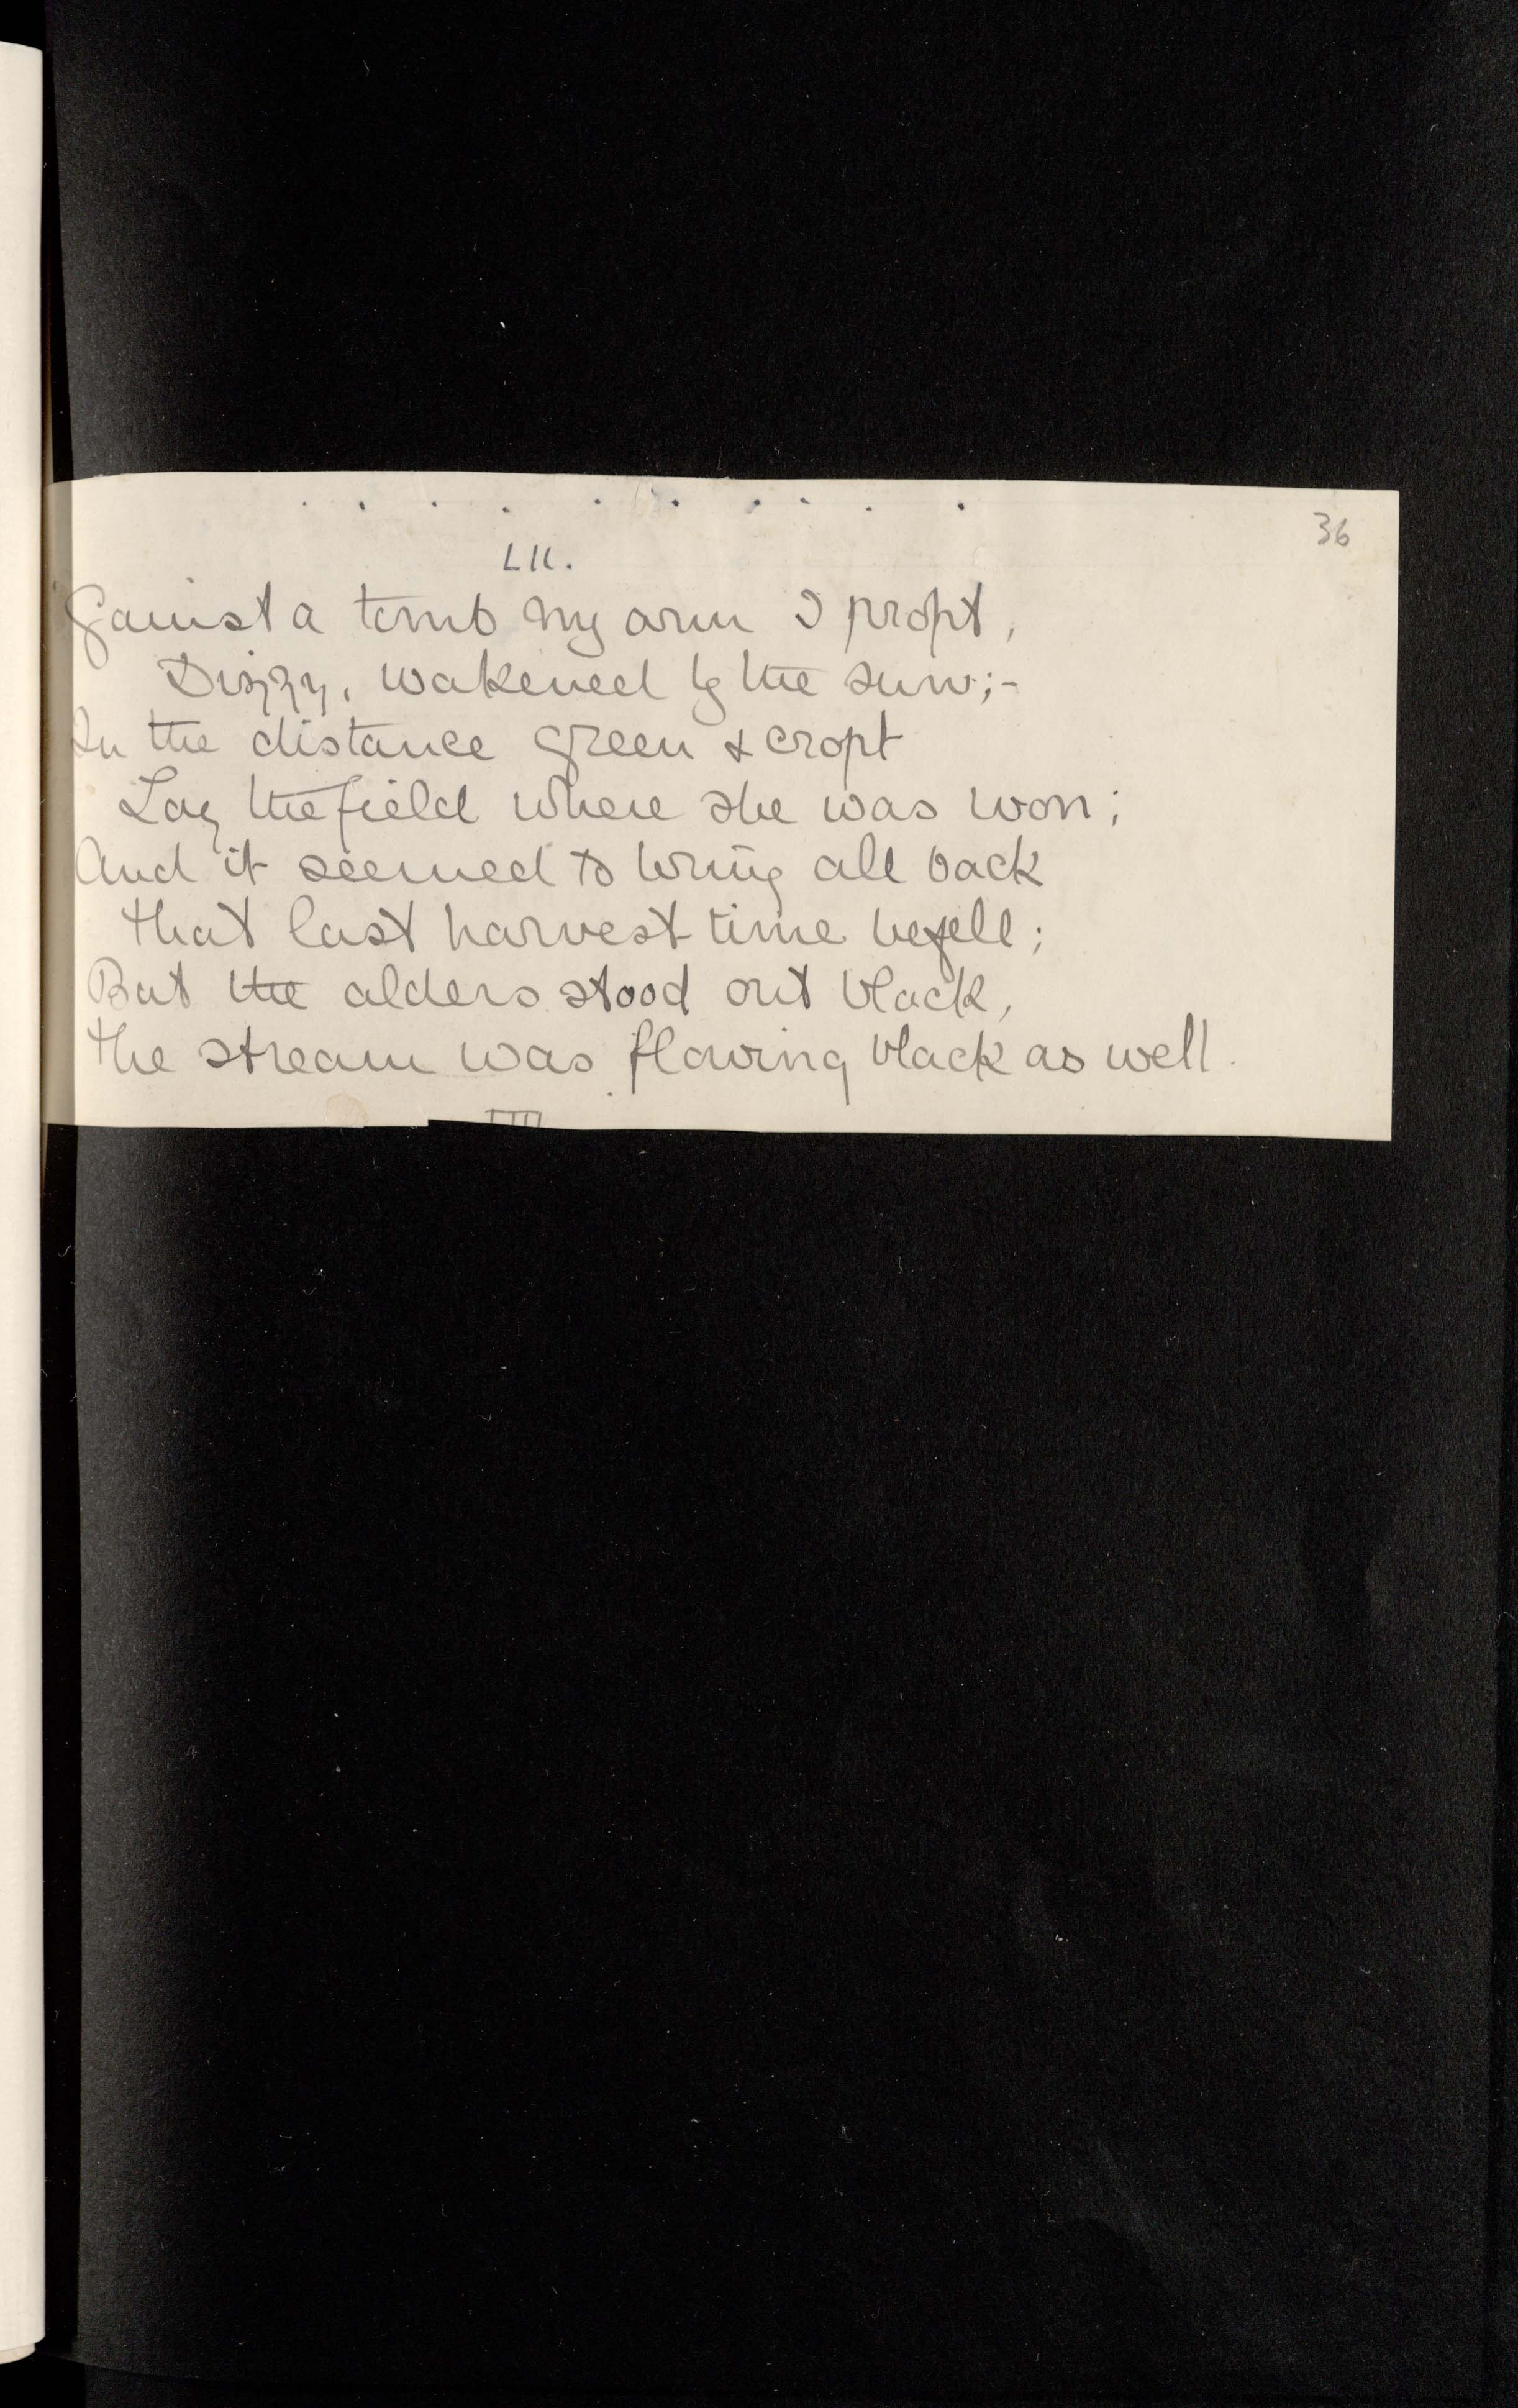 36
LII.
Gainst a tomb my arm I propt,
Dizzy, wakened by the sun;-
In the distance green & cropt
Lay the field where she was won;
And it seemed to bring all back
That last harvest time befell;
But the alders stood out black,
The stream was flowing black as well.